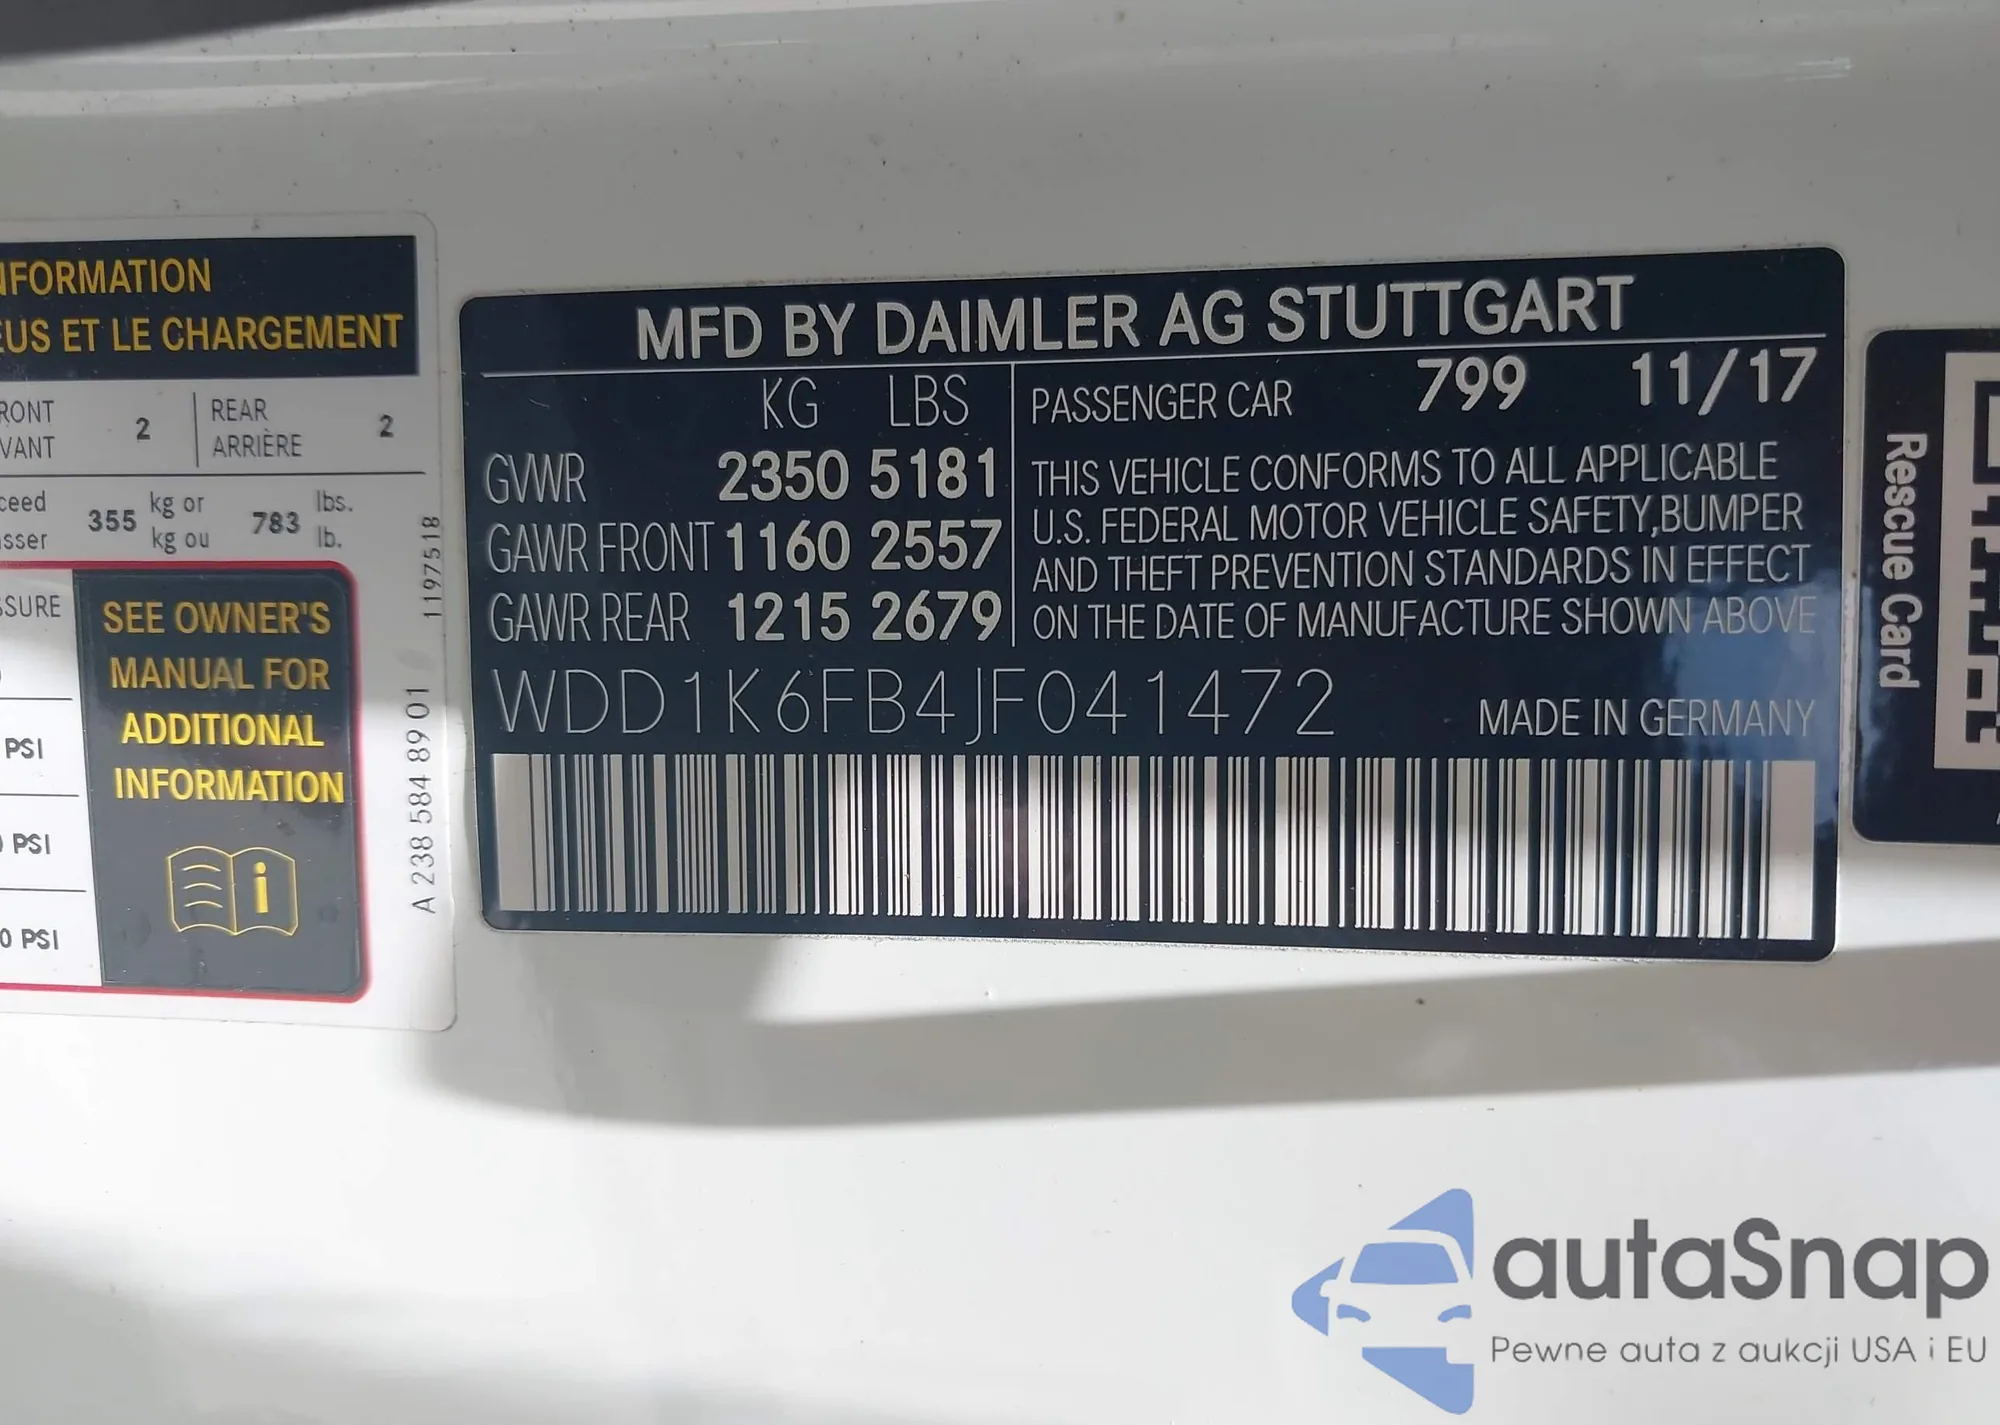 NFORMATION
EUS ET LE CHARGEMENT
RONT
VANT
2
REAR
ARRIÈRE
2
ceed
sser
355
kg or
kg ou
783
lbs.
lb.
SSURE
PSI
PSI
0 PSI
SEE OWNER'S
MANUAL FOR
ADDITIONAL
INFORMATION
1197518
A 238 584 89 01
MFD BY DAIMLER AG STUTTGART
KG LBS
GVWR 2350 5181
GAWR FRONT 1160 2557
GAWR REAR 1215 2679
PASSENGER CAR 799 11/17
THIS VEHICLE CONFORMS TO ALL APPLICABLE
U.S. FEDERAL MOTOR VEHICLE SAFETY,BUMPER
AND THEFT PREVENTION STANDARDS IN EFFECT
ON THE DATE OF MANUFACTURE SHOWN ABOVE
WDD1K6FB4JF041472
MADE IN GERMANY
Rescue Card
autaSnap
Pewne auta z aukcji USA i EU